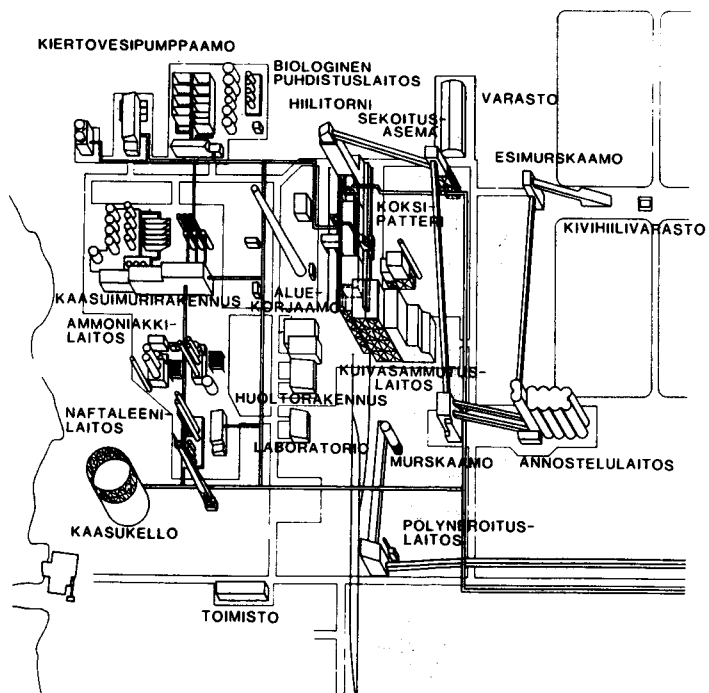 KIERTOVESIPUMPPAAMO
BIOLOGINEN
PUHDISTUSLAITOS
HIILITORNI
SEKOITUS-
ASEMA
VARASTO
ESIMURSKAAMO
KOKSI-
PATTERI
KIVIHIILIVARASTO
KAASUIMURIRAKENNUS
ALUE-
KORJAAMO
AMMONIAKKI-
LAITOS
KUIVASAMMUTUS-
LAITOS
HUOLTORAKENNUS
NAFTALEENI-
LAITOS
LABORATORIO
MURSKAAMO
ANNOSTELULAITOS
KAASUKELLO
PÖLYNEROITUS-
LAITOS
TOIMISTO